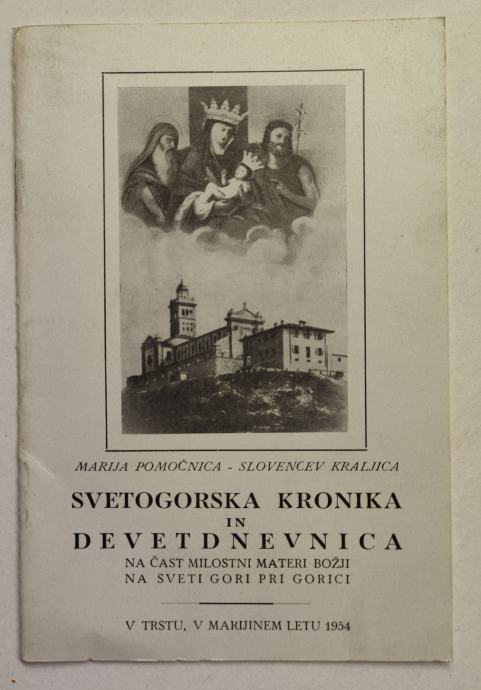 MARIJA POMOČNICA - SLOVENCEV KRALJICA
SVETOGORSKA KRONIKA
IN
DEVETDNEVNICA
NA ČAST MILOSTNI MATERI BOŽJI
NA SVETI GORI PRI GORICI
V TRSTU, V MARIJINEM LETU 1954